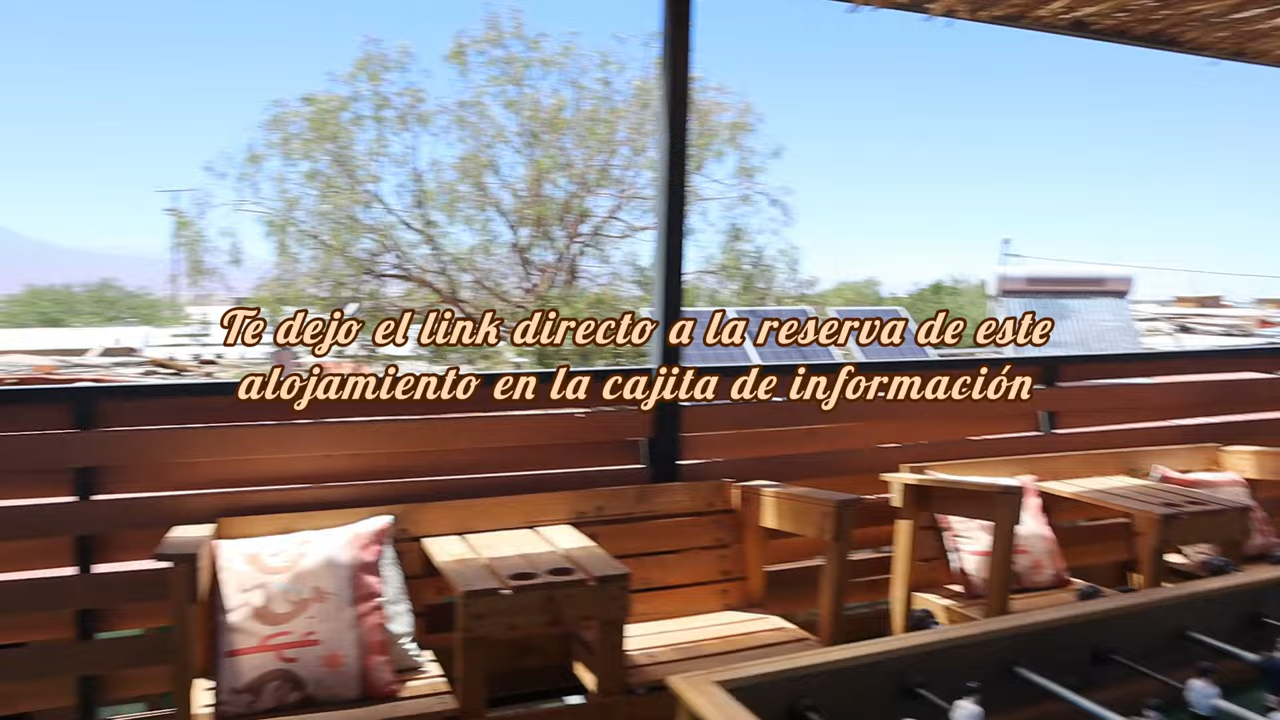 Te dejo el link directo a la reserva de este
alojamiento en la cajita de información